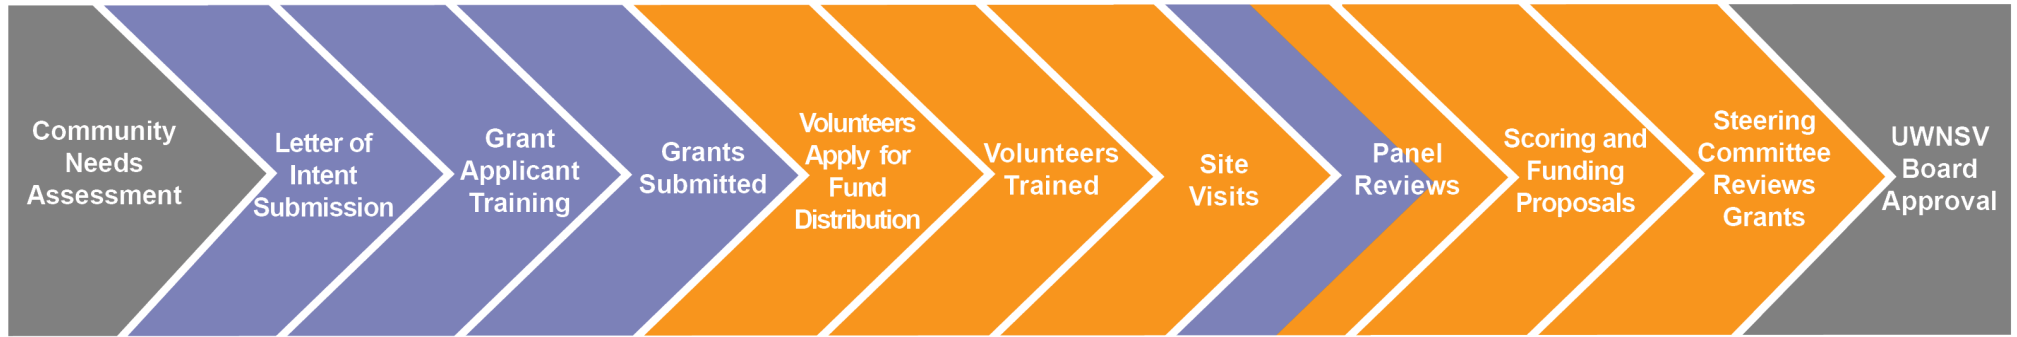 Community
Needs
Assessment
Letter of
Intent
Submission
Grant
Applicant
Training
Grants
Submitted
Volunteers
Apply for
Fund
Distribution
Volunteers
Trained
Site
Visits
Panel
Reviews
Scoring and
Funding
Proposals
Steering
Committee
Reviews
Grants
UWNSV
Board
Approval